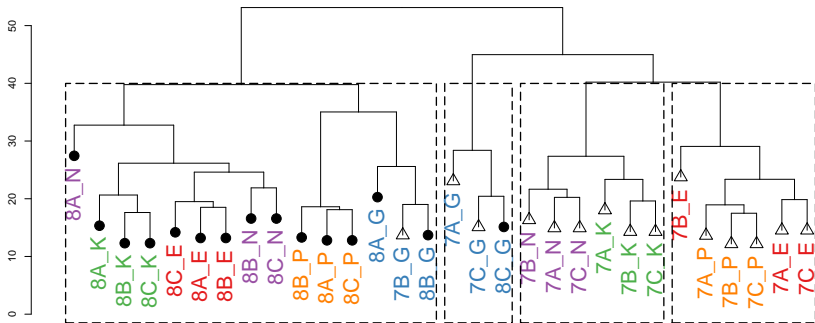 50
40
30
20
10
0
8A_N
8A_K
8B_K
8C_K
8C_E
8A_E
8B_E
8B_N
8C_N
8B_P
8A_P
8C_P
8A_G
7B_G
8B_G
7A_G
7C_G
8C_G
7B_N
7A_N
7C_N
7A_K
7B_K
7C_K
7B_E
7A_P
7B_P
7C_P
7A_E
7C_E